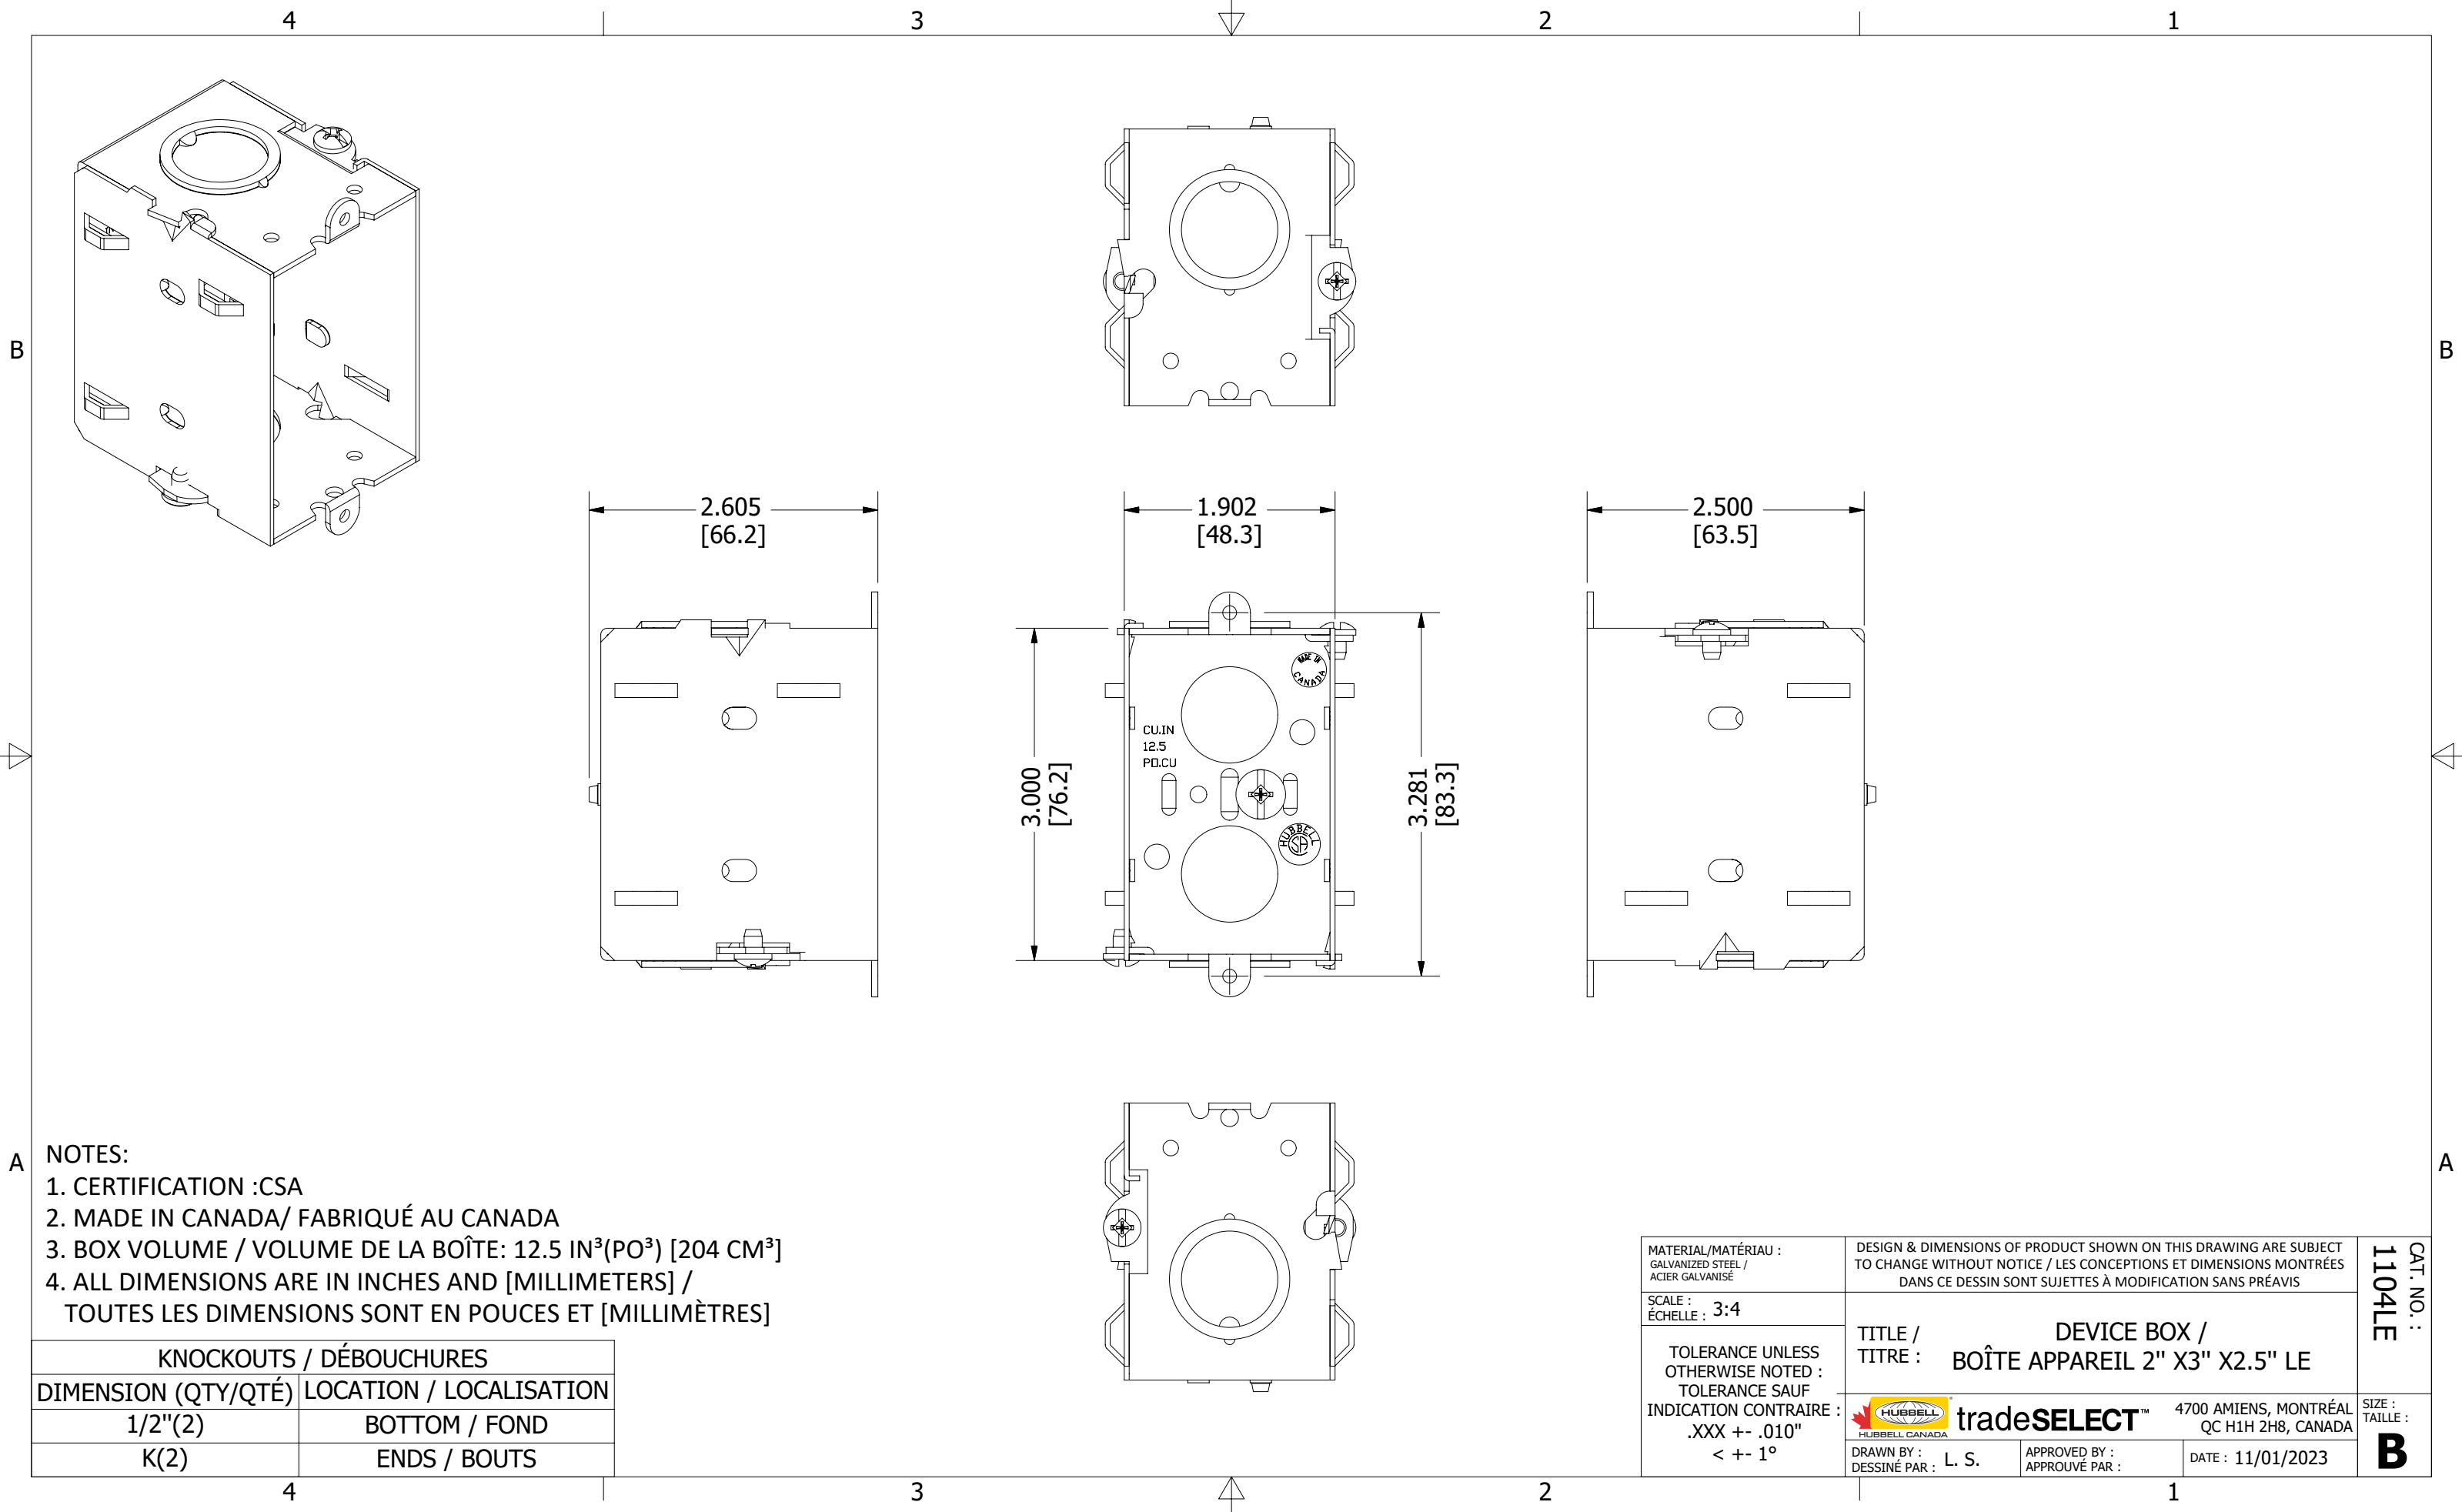 4 3 2 1
B B
2.605
[66.2]
1.902
[48.3]
2.500
[63.5]
3.000
[76.2]
3.281
[83.3]
MADE IN
CANADA
CU.IN
12.5
PO.CU
HUBBELL
SA
A A
NOTES:
1. CERTIFICATION :CSA
2. MADE IN CANADA/ FABRIQUÉ AU CANADA
3. BOX VOLUME / VOLUME DE LA BOÎTE: 12.5 IN³(PO³) [204 CM³]
4. ALL DIMENSIONS ARE IN INCHES AND [MILLIMETERS] /
TOUTES LES DIMENSIONS SONT EN POUCES ET [MILLIMÈTRES]
KNOCKOUTS / DÉBOUCHURES
DIMENSION (QTY/QTÉ) LOCATION / LOCALISATION
1/2"(2) BOTTOM / FOND
K(2) ENDS / BOUTS
MATERIAL/MATÉRIAU :
GALVANIZED STEEL /
ACIER GALVANISÉ
SCALE :
ÉCHELLE : 3:4
TOLERANCE UNLESS
OTHERWISE NOTED :
TOLERANCE SAUF
INDICATION CONTRAIRE :
.XXX +- .010"
< +- 1°
DESIGN & DIMENSIONS OF PRODUCT SHOWN ON THIS DRAWING ARE SUBJECT
TO CHANGE WITHOUT NOTICE / LES CONCEPTIONS ET DIMENSIONS MONTRÉES
DANS CE DESSIN SONT SUJETTES À MODIFICATION SANS PRÉAVIS
TITLE /
TITRE :
DEVICE BOX /
BOÎTE APPAREIL 2" X3" X2.5" LE
HUBBELL
HUBBELL CANADA
tradeSELECT™
4700 AMIENS, MONTRÉAL
QC H1H 2H8, CANADA
DRAWN BY :
DESSINÉ PAR : L. S.
APPROVED BY :
APPROUVÉ PAR :
DATE : 11/01/2023
CAT. NO. :
1104LE
SIZE :
TAILLE :
B
4 3 2 1